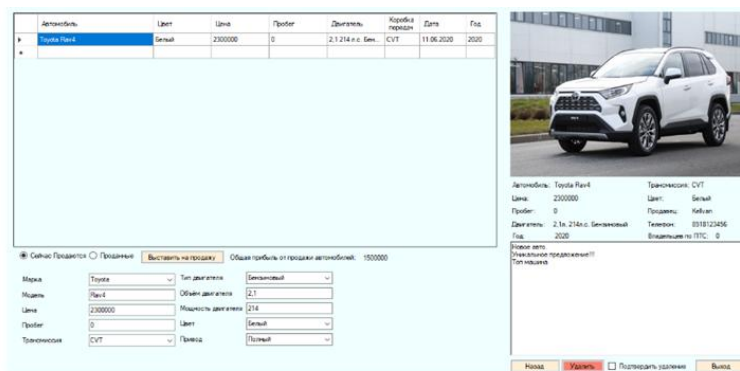 Автомобиль Цвет Цена Пробег Двигатель Коробка передач Дата Год
Toyota Rav4 Белый 2300000 0 2,1 214 л.с. Бен... CVT 11.06.2020 2020
Автомобиль: Toyota Rav4 Трансмиссия: CVT
Цена: 2300000 Цвет: Белый
Пробег: 0 Продавец: Kelivan
Двигатель: 2,1л, 214л.с. Бензиновый Телефон: 8918123456
Год: 2020 Владельцев по ПТС: 0
Новое авто.
Уникальное предложение!!!
Топ машина
Сейчас Продается Проданные Выставить на продажу Общая прибыль от продажи автомобилей: 1500000
Марка Toyota Тип двигателя Бензиновый
Модель Rav4 Объём двигателя 2,1
Цена 2300000 Мощность двигателя 214
Пробег 0 Цвет Белый
Трансмиссия CVT Привод Полный
Назад Удалить Подтвердить удаление Выход